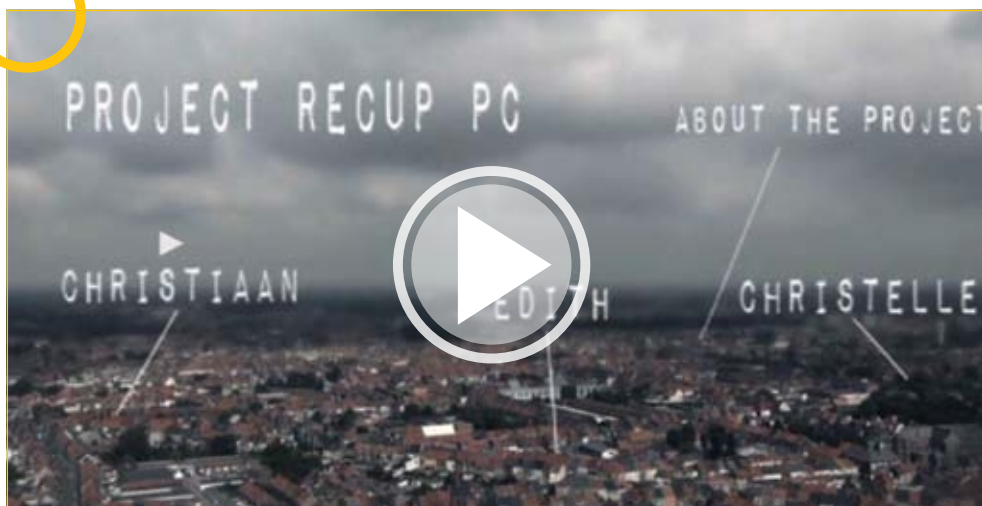 PROJECT RECUP PC
ABOUT THE PROJECT
CHRISTIAAN
EDITH
CHRISTELLE